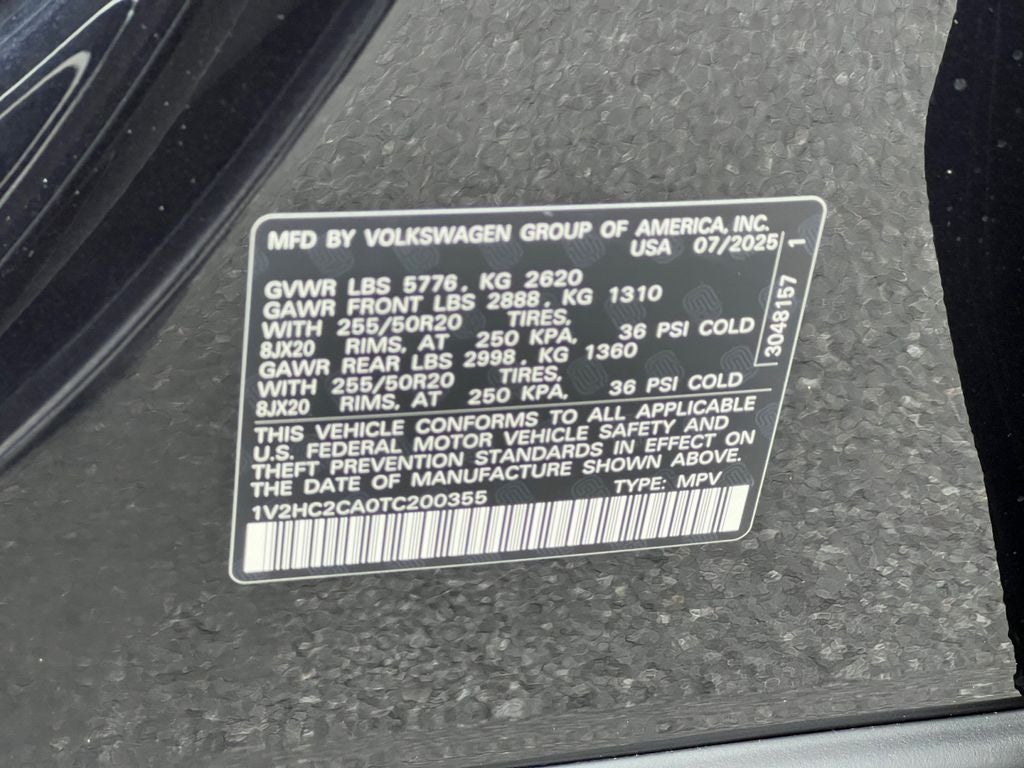 MFD BY VOLKSWAGEN GROUP OF AMERICA, INC.
USA 07/2025
GVWR LBS 5776, KG 2620
GAWR FRONT LBS 2888, KG 1310
WITH 255/50R20 TIRES,
8JX20 RIMS, AT 250 KPA, 36 PSI COLD
GAWR REAR LBS 2998, KG 1360
WITH 255/50R20 TIRES,
8JX20 RIMS, AT 250 KPA, 36 PSI COLD
3048157 1
THIS VEHICLE CONFORMS TO ALL APPLICABLE
U.S. FEDERAL MOTOR VEHICLE SAFETY AND
THEFT PREVENTION STANDARDS IN EFFECT ON
THE DATE OF MANUFACTURE SHOWN ABOVE.
1V2HC2CA0TC200355 TYPE: MPV